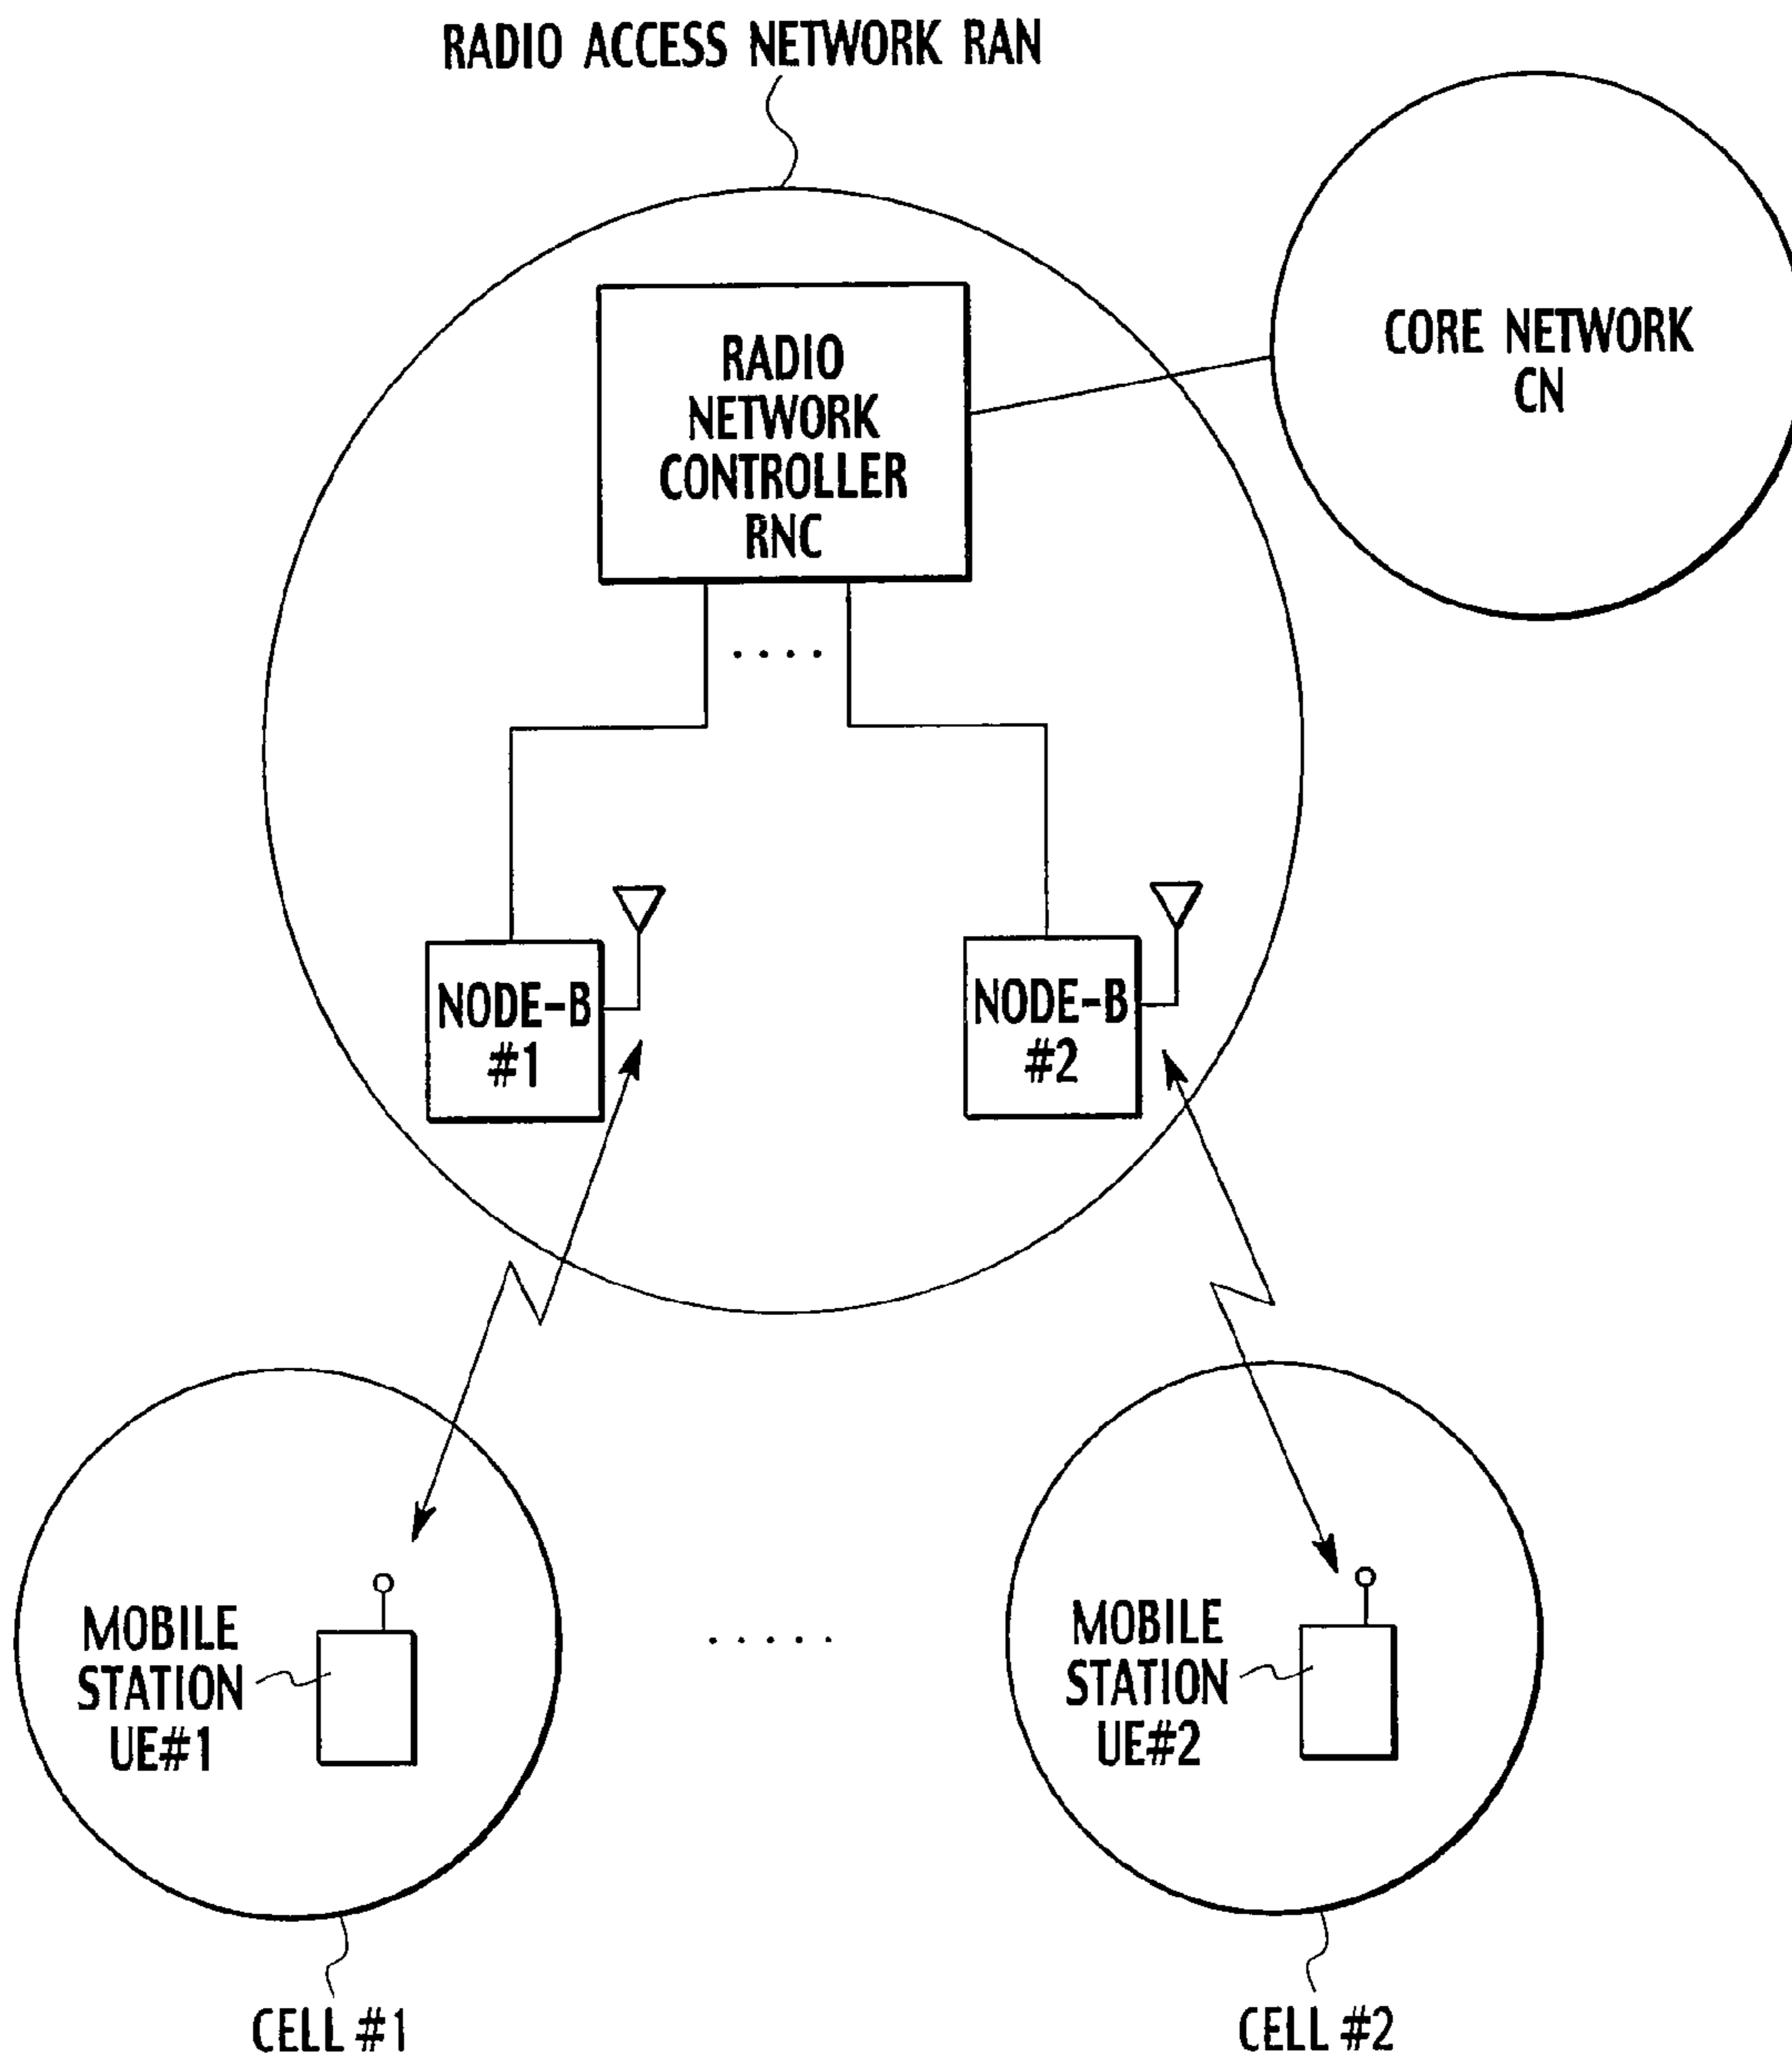 RADIO ACCESS NETWORK RAN
CORE NETWORK
CN
RADIO
NETWORK
CONTROLLER
RNC
NODE-B
#1
NODE-B
#2
MOBILE
STATION
UE#1
MOBILE
STATION
UE#2
CELL #1
CELL #2